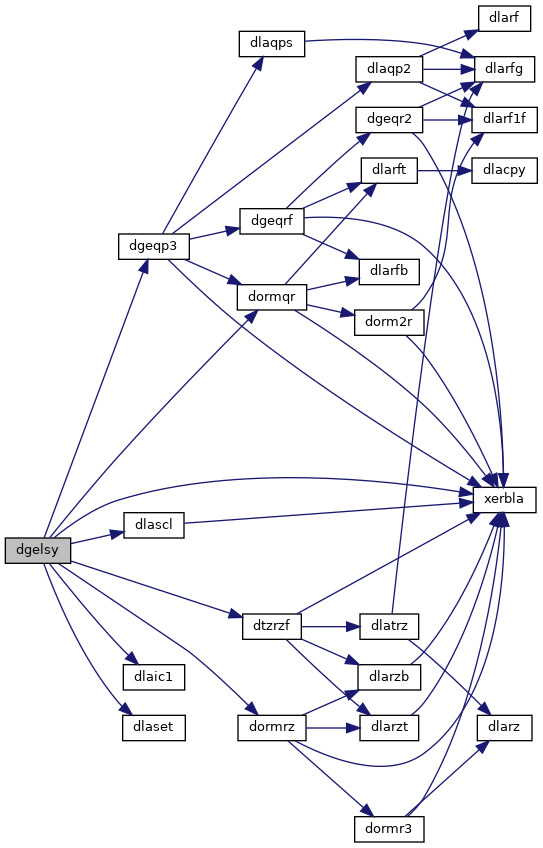 dlarf
dlaqps
dlaqp2
dlarfg
dgeqr2
dlarf1f
dlarft
dlacpy
dgeqrf
dgeqp3
dlarfb
dormqr
dorm2r
xerbla
dlascl
dgelsy
dtzrzf
dlatrz
dlaic1
dlarzb
dlaset
dormrz
dlarzt
dlarz
dormr3